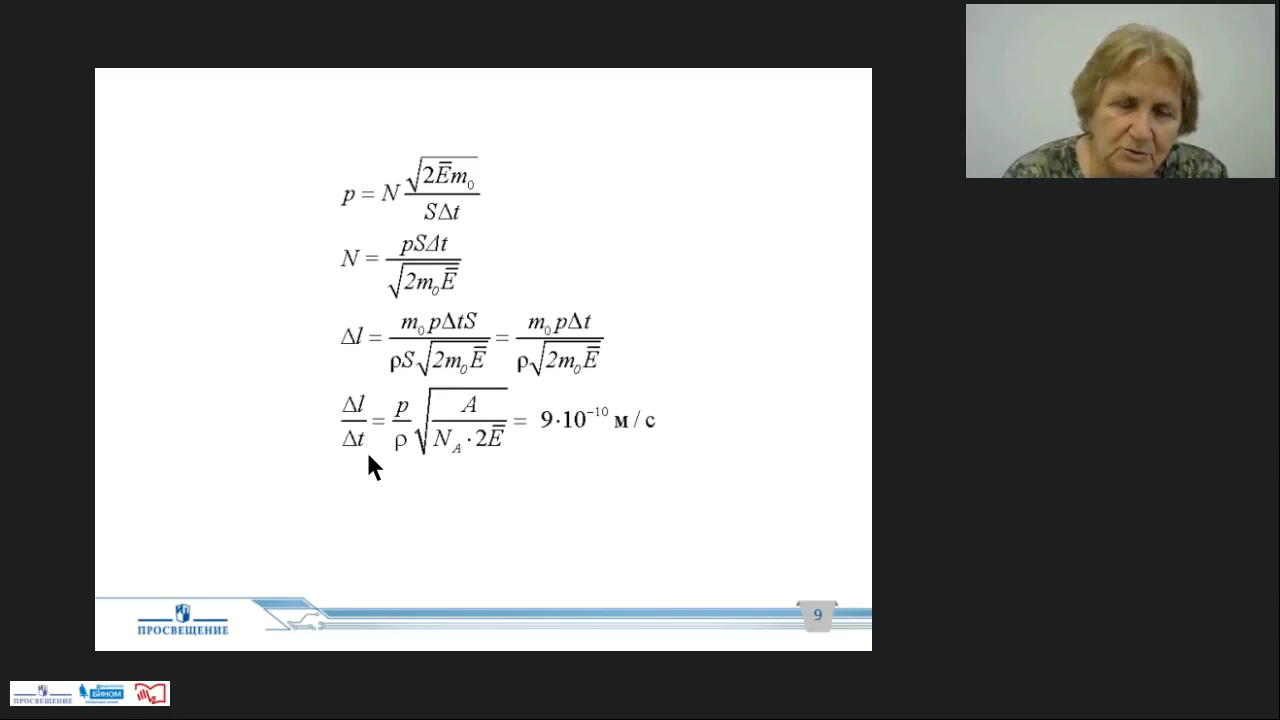 p = N √(2E̅m₀) / (SΔt)
N = pSΔt / √(2m₀E̅)
Δl = m₀pΔtS / (ρS√(2m₀E̅)) = m₀pΔt / (ρ√(2m₀E̅))
Δl/Δt = p/ρ √(A / (N_A · 2E̅)) = 9·10⁻¹⁰ м / с
ПРОСВЕЩЕНИЕ
9
ПРОСВЕЩЕНИЕ
БИНОМ